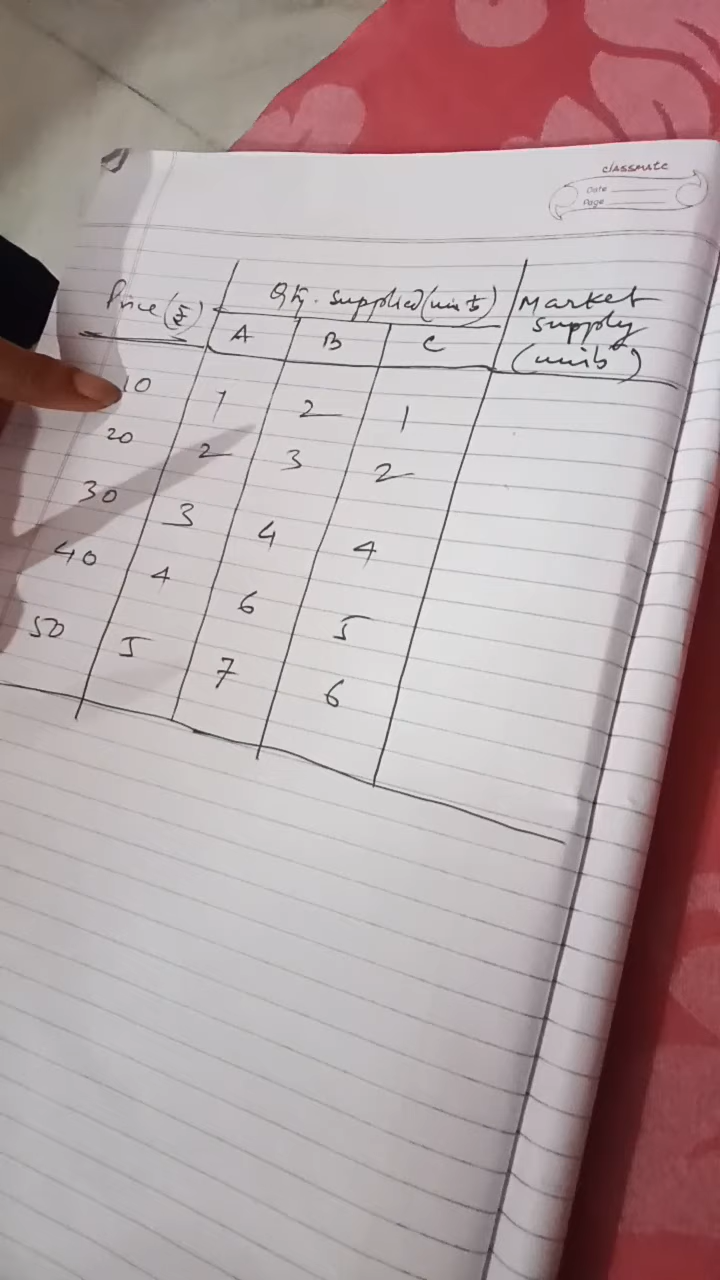 classmate
Date
Page
Price (₹) Qty. supplied (units) Market supply (units)
A B C
10 1 2 1
20 2 3 2
30 3 4 4
40 4 6 5
50 5 7 6